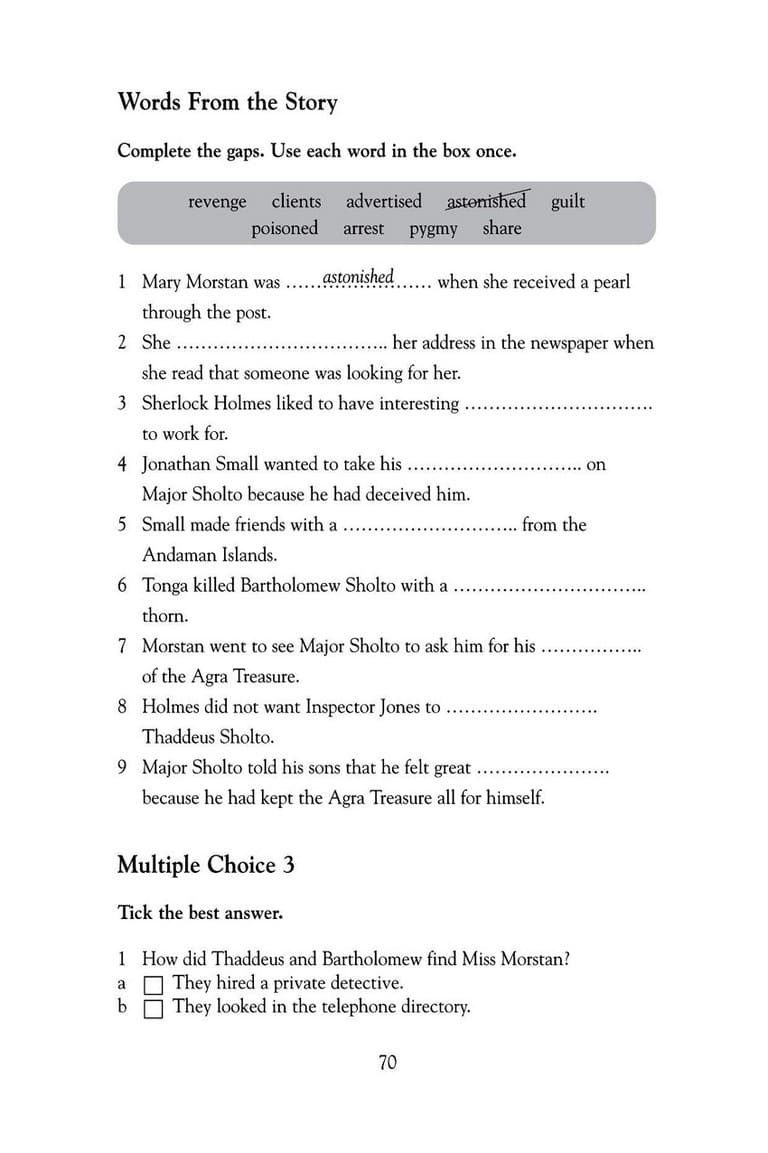 Words From the Story
Complete the gaps. Use each word in the box once.
revenge clients advertised astonished guilt
poisoned arrest pygmy share
1 Mary Morstan was ......astonished...... when she received a pearl
through the post.
2 She ................................... her address in the newspaper when
she read that someone was looking for her.
3 Sherlock Holmes liked to have interesting ...............................
to work for.
4 Jonathan Small wanted to take his ............................. on
Major Sholto because he had deceived him.
5 Small made friends with a ............................. from the
Andaman Islands.
6 Tonga killed Bartholomew Sholto with a ................................
thorn.
7 Morstan went to see Major Sholto to ask him for his .................
of the Agra Treasure.
8 Holmes did not want Inspector Jones to .........................
Thaddeus Sholto.
9 Major Sholto told his sons that he felt great ......................
because he had kept the Agra Treasure all for himself.
Multiple Choice 3
Tick the best answer.
1 How did Thaddeus and Bartholomew find Miss Morstan?
a They hired a private detective.
b They looked in the telephone directory.
70